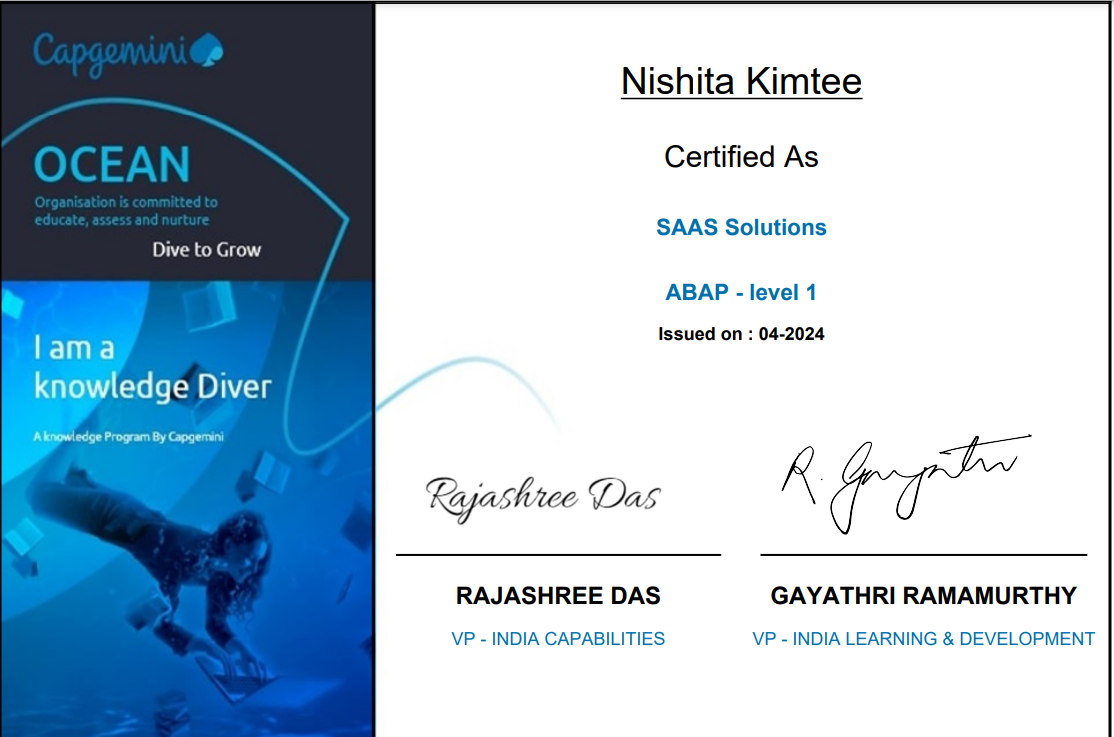 Capgemini
OCEAN
Organisation is committed to
educate, assess and nurture
Dive to Grow
I am a
knowledge Diver
A knowledge Program By Capgemini
Nishita Kimtee
Certified As
SAAS Solutions
ABAP - level 1
Issued on : 04-2024
Rajashree Das
R. Gayathri
RAJASHREE DAS
VP - INDIA CAPABILITIES
GAYATHRI RAMAMURTHY
VP - INDIA LEARNING & DEVELOPMENT